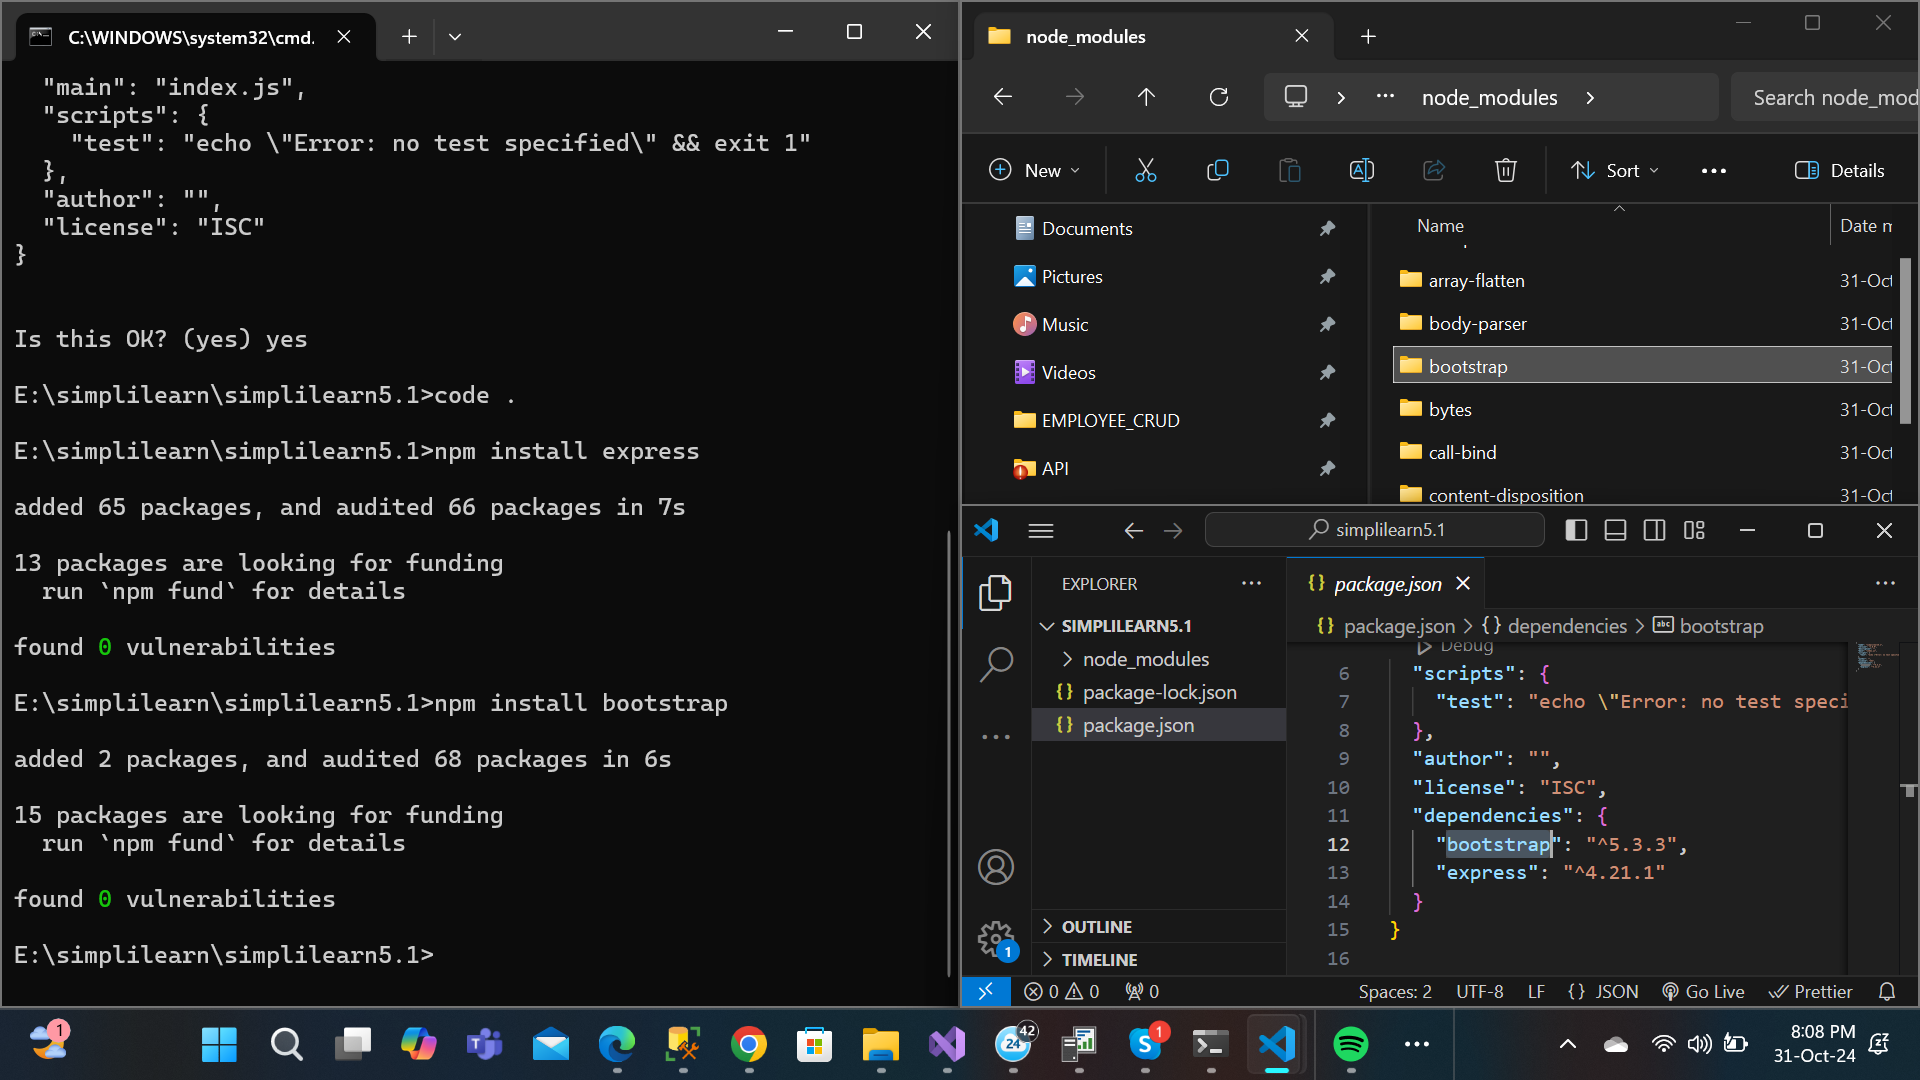 C:\WINDOWS\system32\cmd.
"main": "index.js",
"scripts": {
"test": "echo \"Error: no test specified\" && exit 1"
},
"author": "",
"license": "ISC"
}
Is this OK? (yes) yes
E:\simplilearn\simplilearn5.1>code .
E:\simplilearn\simplilearn5.1>npm install express
added 65 packages, and audited 66 packages in 7s
13 packages are looking for funding
run `npm fund` for details
found 0 vulnerabilities
E:\simplilearn\simplilearn5.1>npm install bootstrap
added 2 packages, and audited 68 packages in 6s
15 packages are looking for funding
run `npm fund` for details
found 0 vulnerabilities
E:\simplilearn\simplilearn5.1>
node_modules
node_modules
Search node_mod
New
Sort
Details
Documents
Pictures
Music
Videos
EMPLOYEE_CRUD
API
Name
Date m
array-flatten 31-Oct
body-parser 31-Oct
bootstrap 31-Oct
bytes 31-Oct
call-bind 31-Oct
content-disposition 31-Oct
simplilearn5.1
EXPLORER
SIMPLILEARN5.1
node_modules
{} package-lock.json
{} package.json
OUTLINE
TIMELINE
{} package.json
{} package.json > {} dependencies > abc bootstrap
Debug
6 "scripts": {
7 "test": "echo \"Error: no test speci
8 },
9 "author": "",
10 "license": "ISC",
11 "dependencies": {
12 "bootstrap": "^5.3.3",
13 "express": "^4.21.1"
14 }
15 }
16
1
0 0 0
Spaces: 2 UTF-8 LF {} JSON Go Live Prettier
1
24
42
S
1
8:08 PM
31-Oct-24